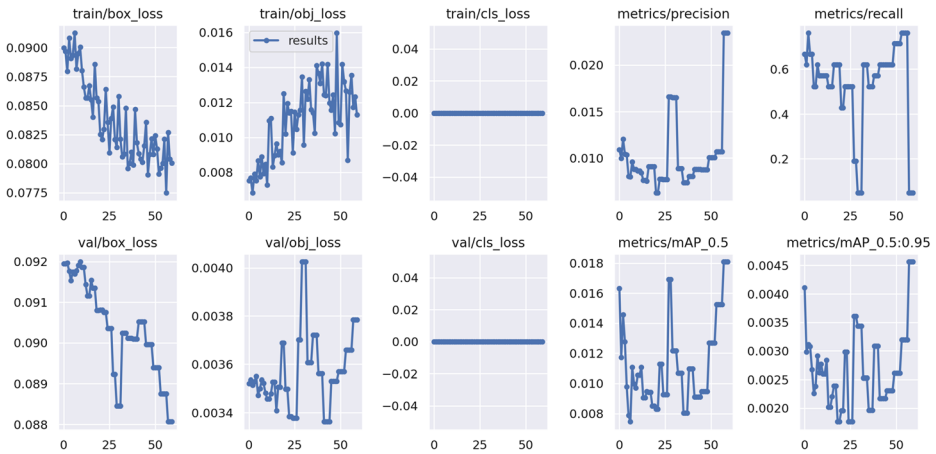 train/box_loss
0.0900
0.0875
0.0850
0.0825
0.0800
0.0775
0 25 50
train/obj_loss
results
0.016
0.014
0.012
0.010
0.008
0 25 50
train/cls_loss
0.04
0.02
0.00
−0.02
−0.04
0 25 50
metrics/precision
0.020
0.015
0.010
0 25 50
metrics/recall
0.6
0.4
0.2
0 25 50
val/box_loss
0.092
0.091
0.090
0.089
0.088
0 25 50
val/obj_loss
0.0040
0.0038
0.0036
0.0034
0 25 50
val/cls_loss
0.04
0.02
0.00
−0.02
−0.04
0 25 50
metrics/mAP_0.5
0.018
0.016
0.014
0.012
0.010
0.008
0 25 50
metrics/mAP_0.5:0.95
0.0045
0.0040
0.0035
0.0030
0.0025
0.0020
0 25 50